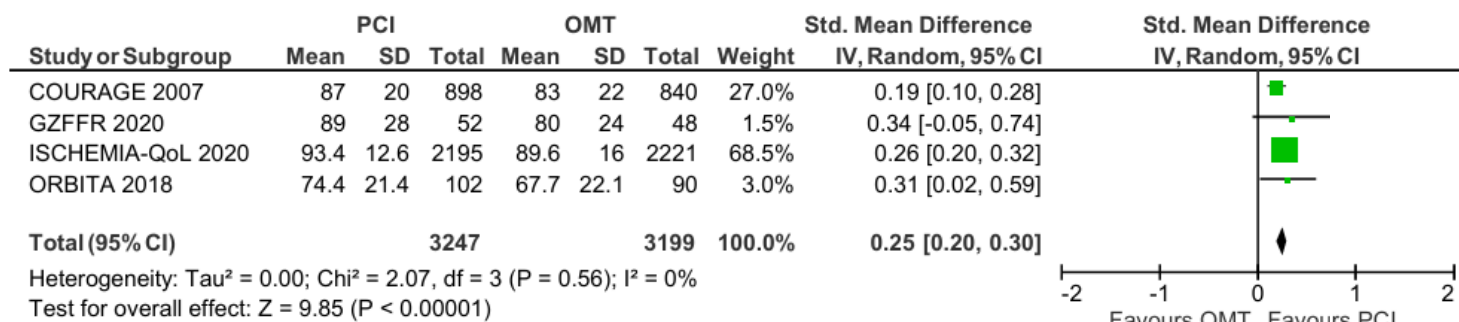 PCI OMT Std. Mean Difference Std. Mean Difference
Study or Subgroup Mean SD Total Mean SD Total Weight IV, Random, 95% CI IV, Random, 95% CI
COURAGE 2007 87 20 898 83 22 840 27.0% 0.19 [0.10, 0.28]
GZFFR 2020 89 28 52 80 24 48 1.5% 0.34 [-0.05, 0.74]
ISCHEMIA-QoL 2020 93.4 12.6 2195 89.6 16 2221 68.5% 0.26 [0.20, 0.32]
ORBITA 2018 74.4 21.4 102 67.7 22.1 90 3.0% 0.31 [0.02, 0.59]
Total (95% CI) 3247 3199 100.0% 0.25 [0.20, 0.30]
Heterogeneity: Tau² = 0.00; Chi² = 2.07, df = 3 (P = 0.56); I² = 0%
Test for overall effect: Z = 9.85 (P < 0.00001)
-2 -1 0 1 2
Favours OMT Favours PCI